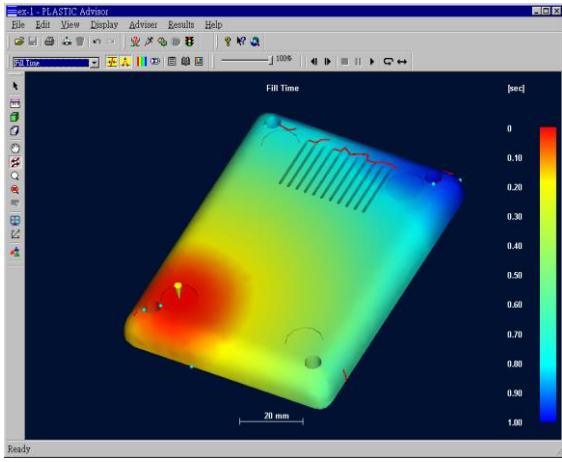 ex-1 - PLASTIC Advisor
File Edit View Display Adviser Results Help
Fill Time
100%
Fill Time
[sec]
0
0.10
0.20
0.30
0.40
0.50
0.60
0.70
0.80
0.90
1.00
20 mm
Ready